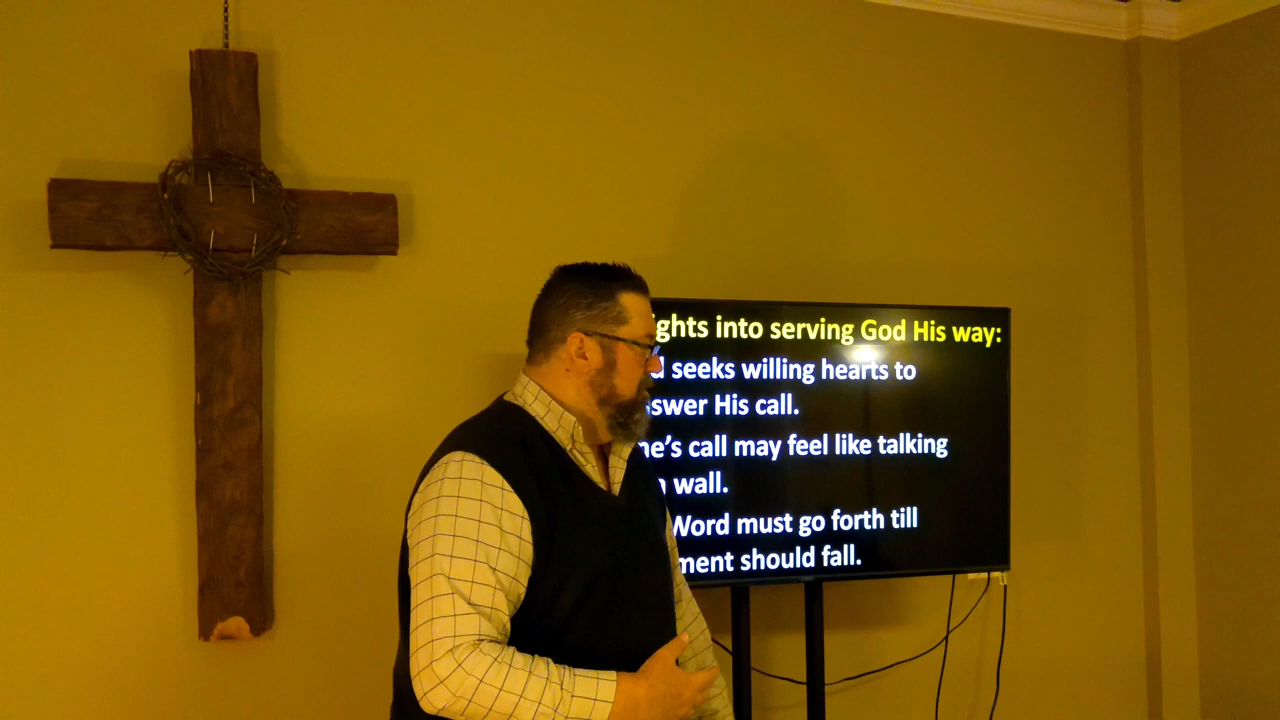 ights into serving God His way:
d seeks willing hearts to
swer His call.
ne’s call may feel like talking
wall.
Word must go forth till
ment should fall.